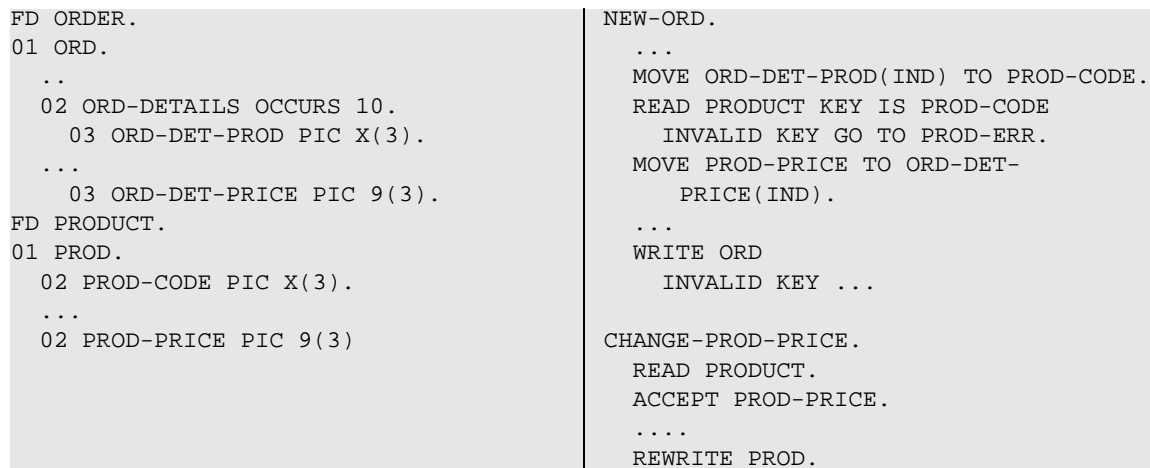 FD ORDER.
01 ORD.
..
02 ORD-DETAILS OCCURS 10.
03 ORD-DET-PROD PIC X(3).
...
03 ORD-DET-PRICE PIC 9(3).
FD PRODUCT.
01 PROD.
02 PROD-CODE PIC X(3).
...
02 PROD-PRICE PIC 9(3)
NEW-ORD.
...
MOVE ORD-DET-PROD(IND) TO PROD-CODE.
READ PRODUCT KEY IS PROD-CODE
INVALID KEY GO TO PROD-ERR.
MOVE PROD-PRICE TO ORD-DET-
PRICE(IND).
...
WRITE ORD
INVALID KEY ...
CHANGE-PROD-PRICE.
READ PRODUCT.
ACCEPT PROD-PRICE.
....
REWRITE PROD.